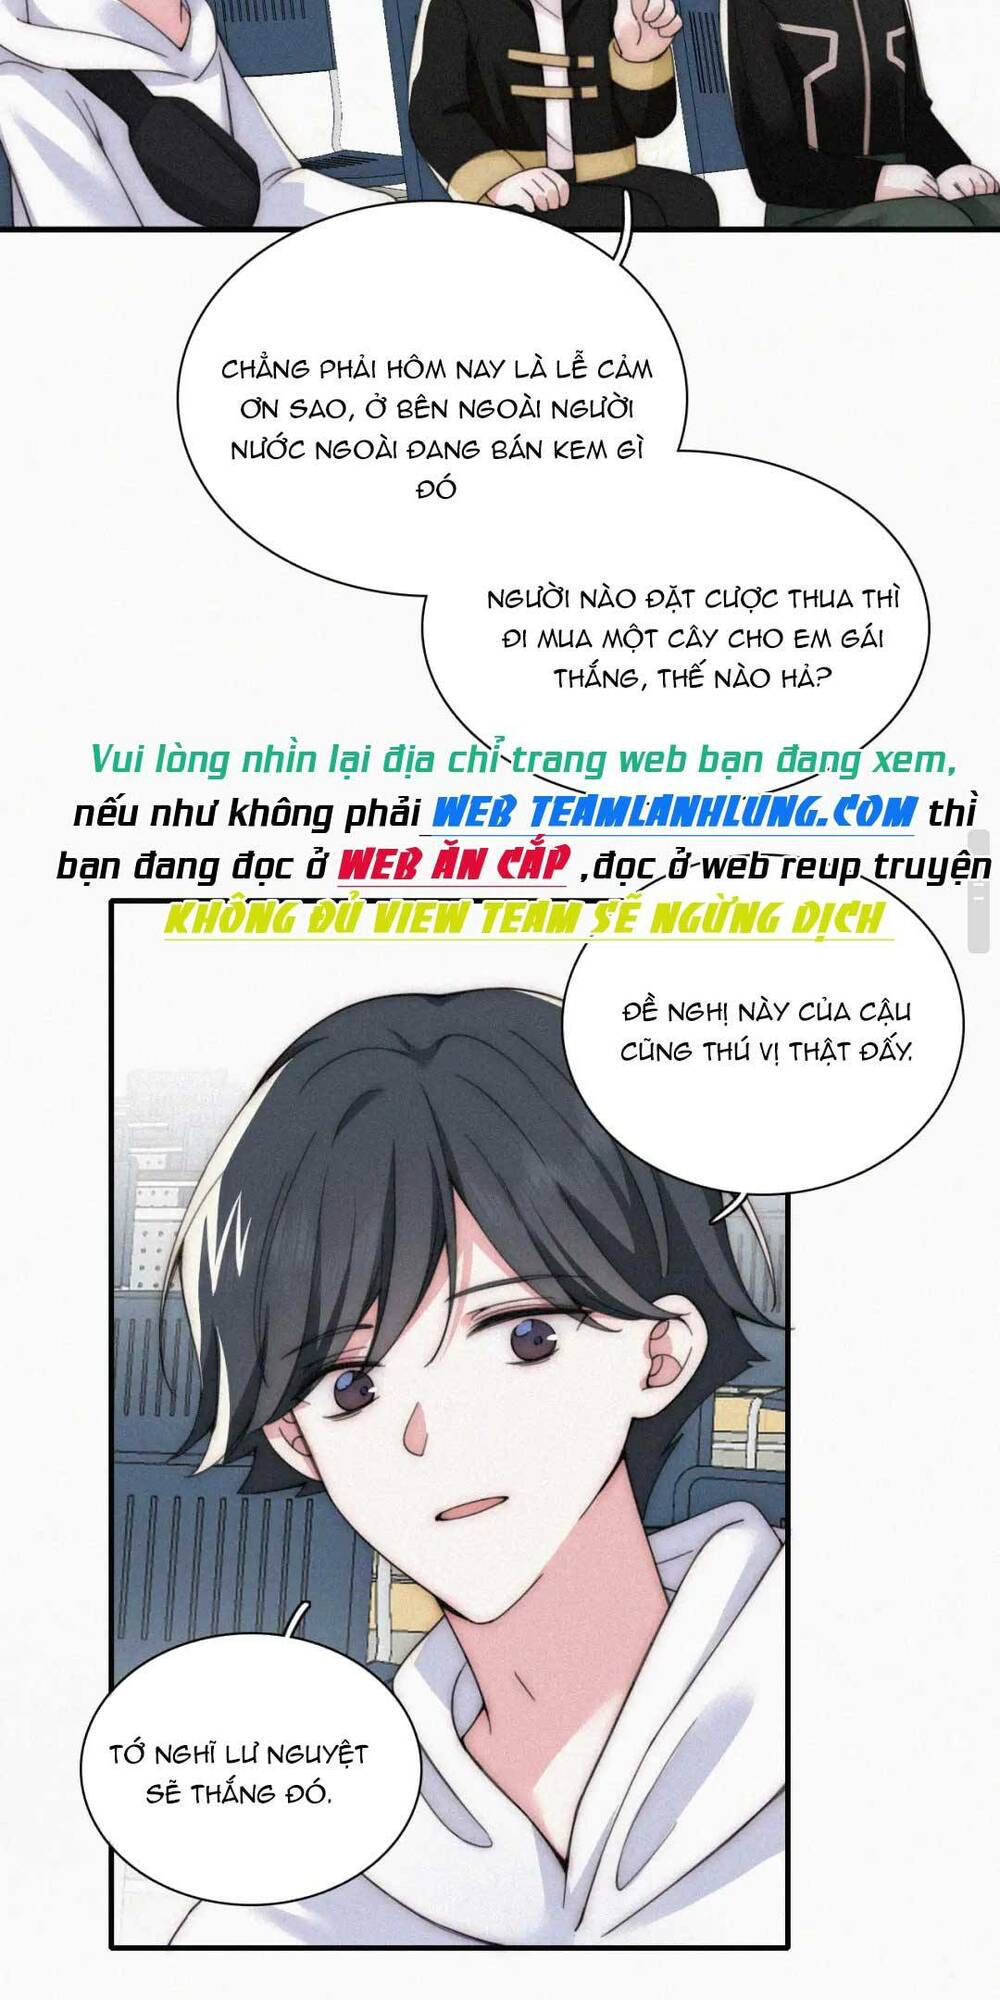 CHẲNG PHẢI HÔM NAY LÀ LỄ CẢM
ƠN SAO, Ở BÊN NGOÀI NGƯỜI
NƯỚC NGOÀI ĐANG BÁN KEM GÌ
ĐÓ
NGƯỜI NÀO ĐẶT CƯỢC THUA THÌ
ĐI MUA MỘT CÂY CHO EM GÁI
THẮNG, THẾ NÀO HẢ?
Vui lòng nhìn lại địa chỉ trang web bạn đang xem,
nếu như không phải WEB TEAMLANHLUNG.COM thì
bạn đang đọc ở WEB ĂN CẮP ,đọc ở web reup truyện
KHÔNG ĐỦ VIEW TEAM SẼ NGỪNG DỊCH
ĐỀ NGHỊ NÀY CỦA CẬU
CŨNG THÚ VỊ THẬT ĐẤY.
TỚ NGHĨ LƯ NGUYỆT
SẼ THẮNG ĐÓ.